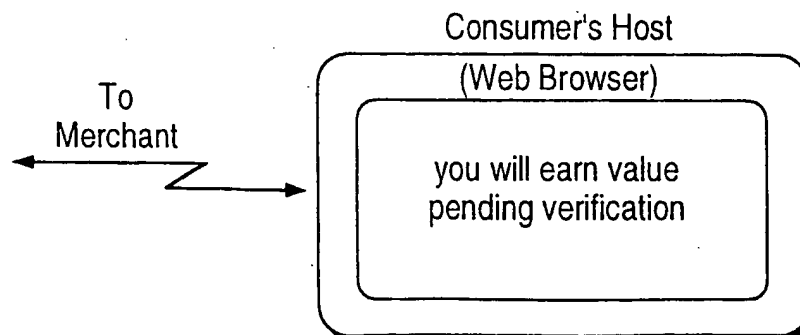 Consumer's Host
(Web Browser)
To
Merchant
you will earn value
pending verification